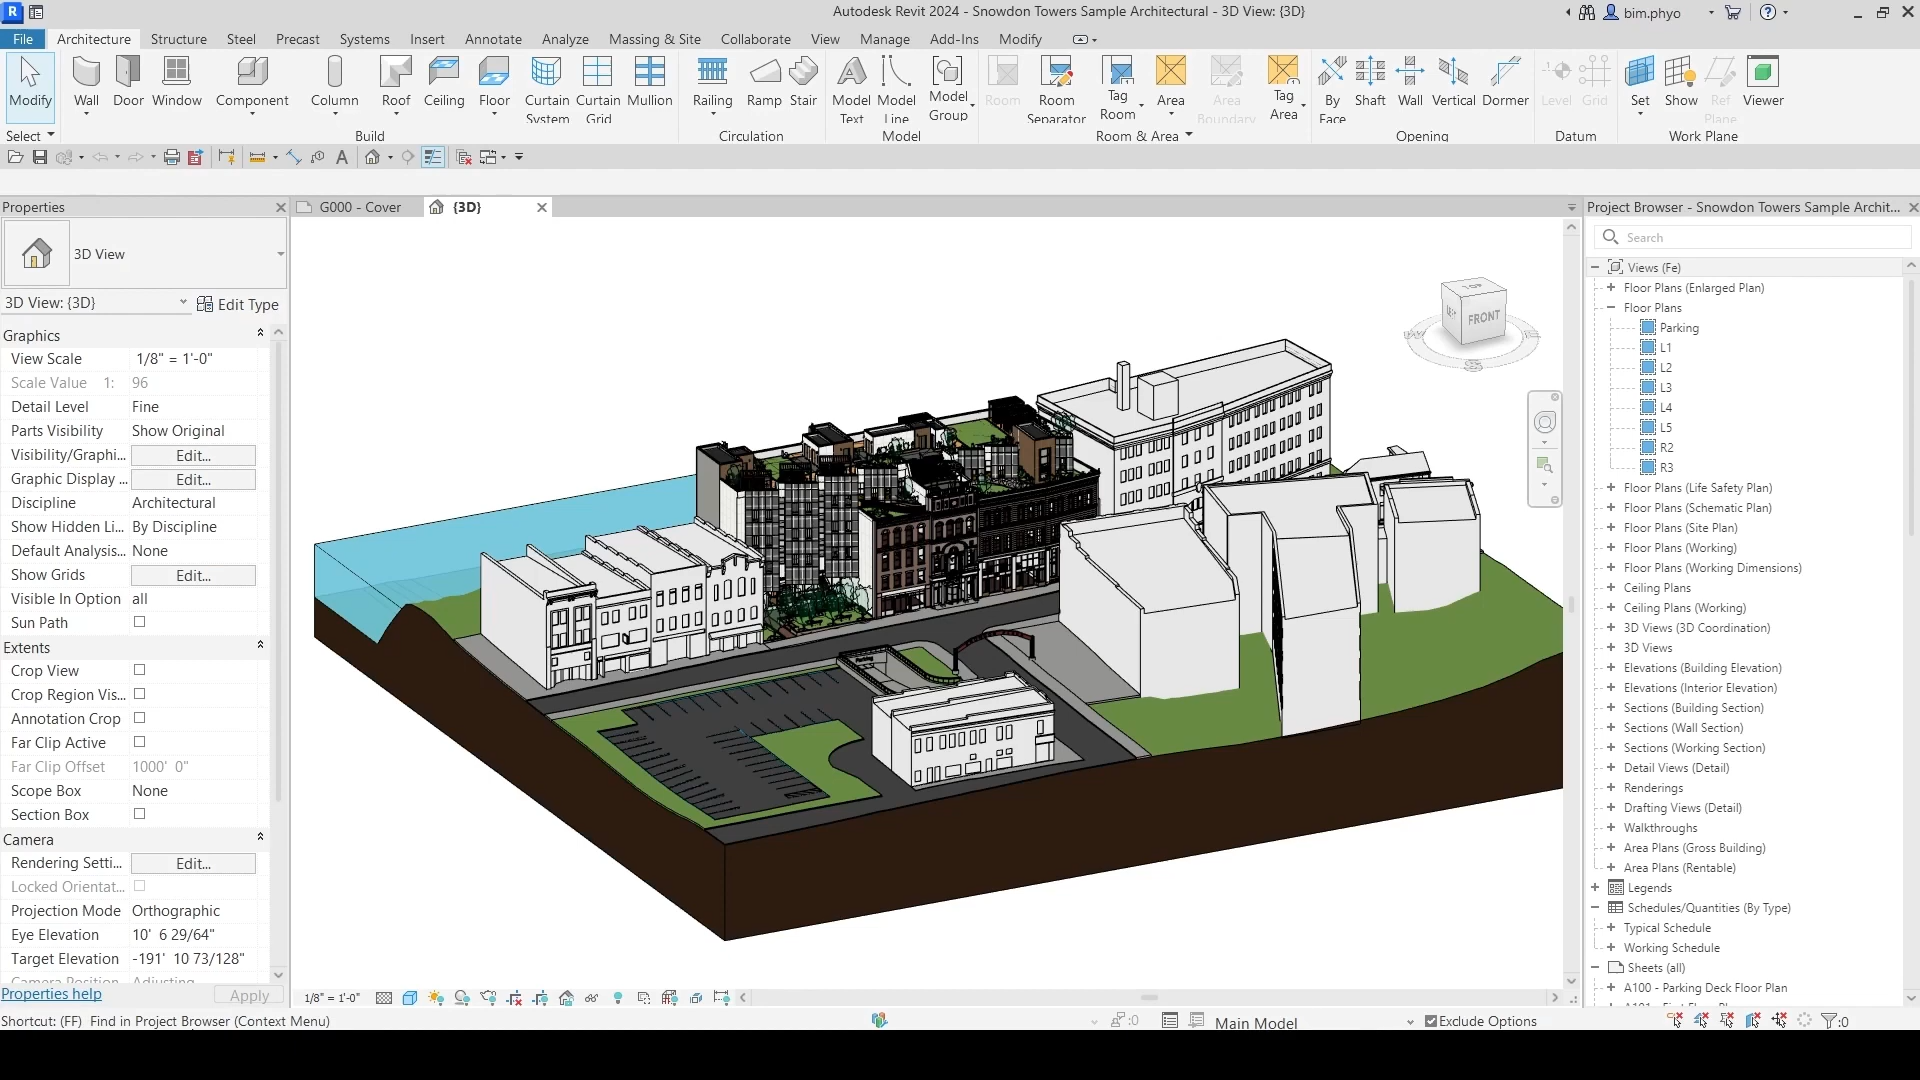 R
Autodesk Revit 2024 - Snowdon Towers Sample Architectural - 3D View: {3D}
bim.phyo
File Architecture Structure Steel Precast Systems Insert Annotate Analyze Massing & Site Collaborate View Manage Add-Ins Modify
Modify Wall Door Window Component Column Roof Ceiling Floor Curtain System Curtain Grid Mullion Railing Ramp Stair Model Text Model Line Model Group Room Room Separator Tag Room Area Area Boundary Tag Area By Face Shaft Wall Vertical Dormer Level Grid Set Show Ref Plane Viewer
Select Build Circulation Model Room & Area Opening Datum Work Plane
Properties
G000 - Cover
{3D}
Project Browser - Snowdon Towers Sample Archit...
3D View
3D View: {3D}
Edit Type
Graphics
View Scale 1/8" = 1'-0"
Scale Value 1: 96
Detail Level Fine
Parts Visibility Show Original
Visibility/Graphi... Edit...
Graphic Display ... Edit...
Discipline Architectural
Show Hidden Li... By Discipline
Default Analysis... None
Show Grids Edit...
Visible In Option all
Sun Path
Extents
Crop View
Crop Region Vis...
Annotation Crop
Far Clip Active
Far Clip Offset 1000' 0"
Scope Box None
Section Box
Camera
Rendering Setti... Edit...
Locked Orientat...
Projection Mode Orthographic
Eye Elevation 10' 6 29/64"
Target Elevation -191' 10 73/128"
Camera Position Adjusting
Properties help
Apply
TOP
FRONT
Search
Views (Fe)
Floor Plans (Enlarged Plan)
Floor Plans
Parking
L1
L2
L3
L4
L5
R2
R3
Floor Plans (Life Safety Plan)
Floor Plans (Schematic Plan)
Floor Plans (Site Plan)
Floor Plans (Working)
Floor Plans (Working Dimensions)
Ceiling Plans
Ceiling Plans (Working)
3D Views (3D Coordination)
3D Views
Elevations (Building Elevation)
Elevations (Interior Elevation)
Sections (Building Section)
Sections (Wall Section)
Sections (Working Section)
Detail Views (Detail)
Renderings
Drafting Views (Detail)
Walkthroughs
Area Plans (Gross Building)
Area Plans (Rentable)
Legends
Schedules/Quantities (By Type)
Typical Schedule
Working Schedule
Sheets (all)
A100 - Parking Deck Floor Plan
1/8" = 1'-0"
Shortcut: (FF) Find in Project Browser (Context Menu)
:0
Main Model
Exclude Options
:0